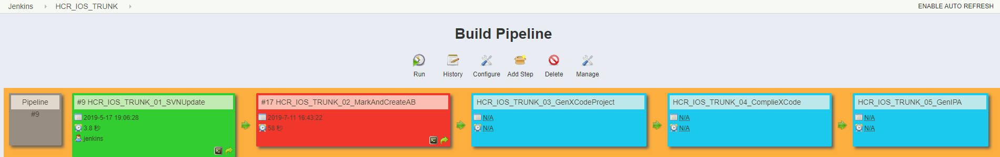 Jenkins HCR_IOS_TRUNK ENABLE AUTO REFRESH
Build Pipeline
Run History Configure Add Step Delete Manage
Pipeline
#9
#9 HCR_IOS_TRUNK_01_SVNUpdate
2019-5-17 19:06:28
3.8 秒
jenkins
#17 HCR_IOS_TRUNK_02_MarkAndCreateAB
2019-7-11 16:43:22
58 秒
HCR_IOS_TRUNK_03_GenXCodeProject
N/A
N/A
HCR_IOS_TRUNK_04_ComplieXCode
N/A
N/A
HCR_IOS_TRUNK_05_GenIPA
N/A
N/A